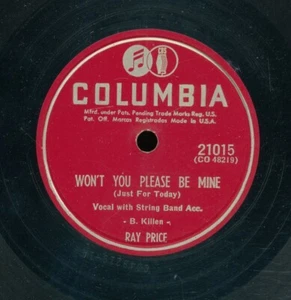 COLUMBIA
Mfrd. under Pats. Pending Trade Marks Reg. U.S.
Pat. Off. Marcas Registradas Made in U.S.A.
21015
(CO 48219)
WON'T YOU PLEASE BE MINE
(Just For Today)
Vocal with String Band Acc.
- B. Killen -
RAY PRICE